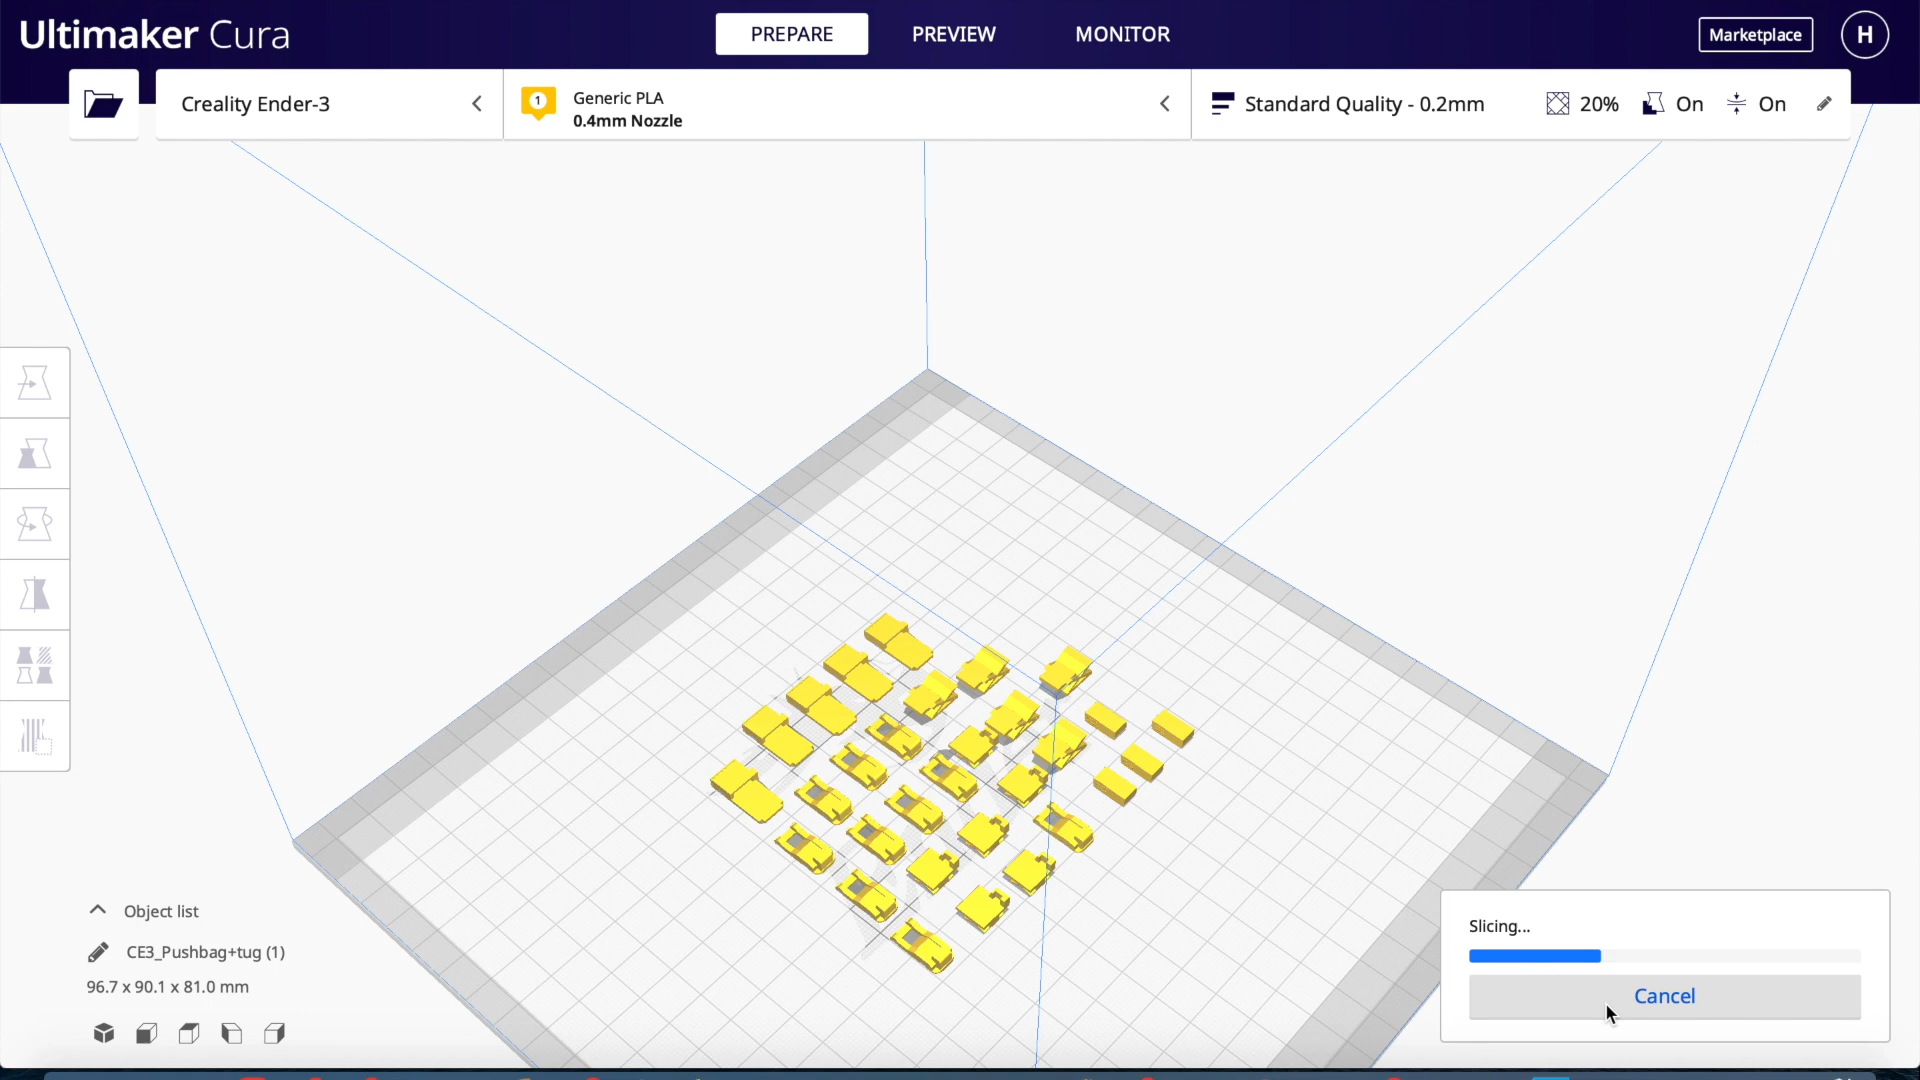 Ultimaker Cura
PREPARE
PREVIEW
MONITOR
Marketplace
H
Creality Ender-3
1
Generic PLA
0.4mm Nozzle
Standard Quality - 0.2mm
20%
On
On
Object list
CE3_Pushbag+tug (1)
96.7 x 90.1 x 81.0 mm
Slicing...
Cancel